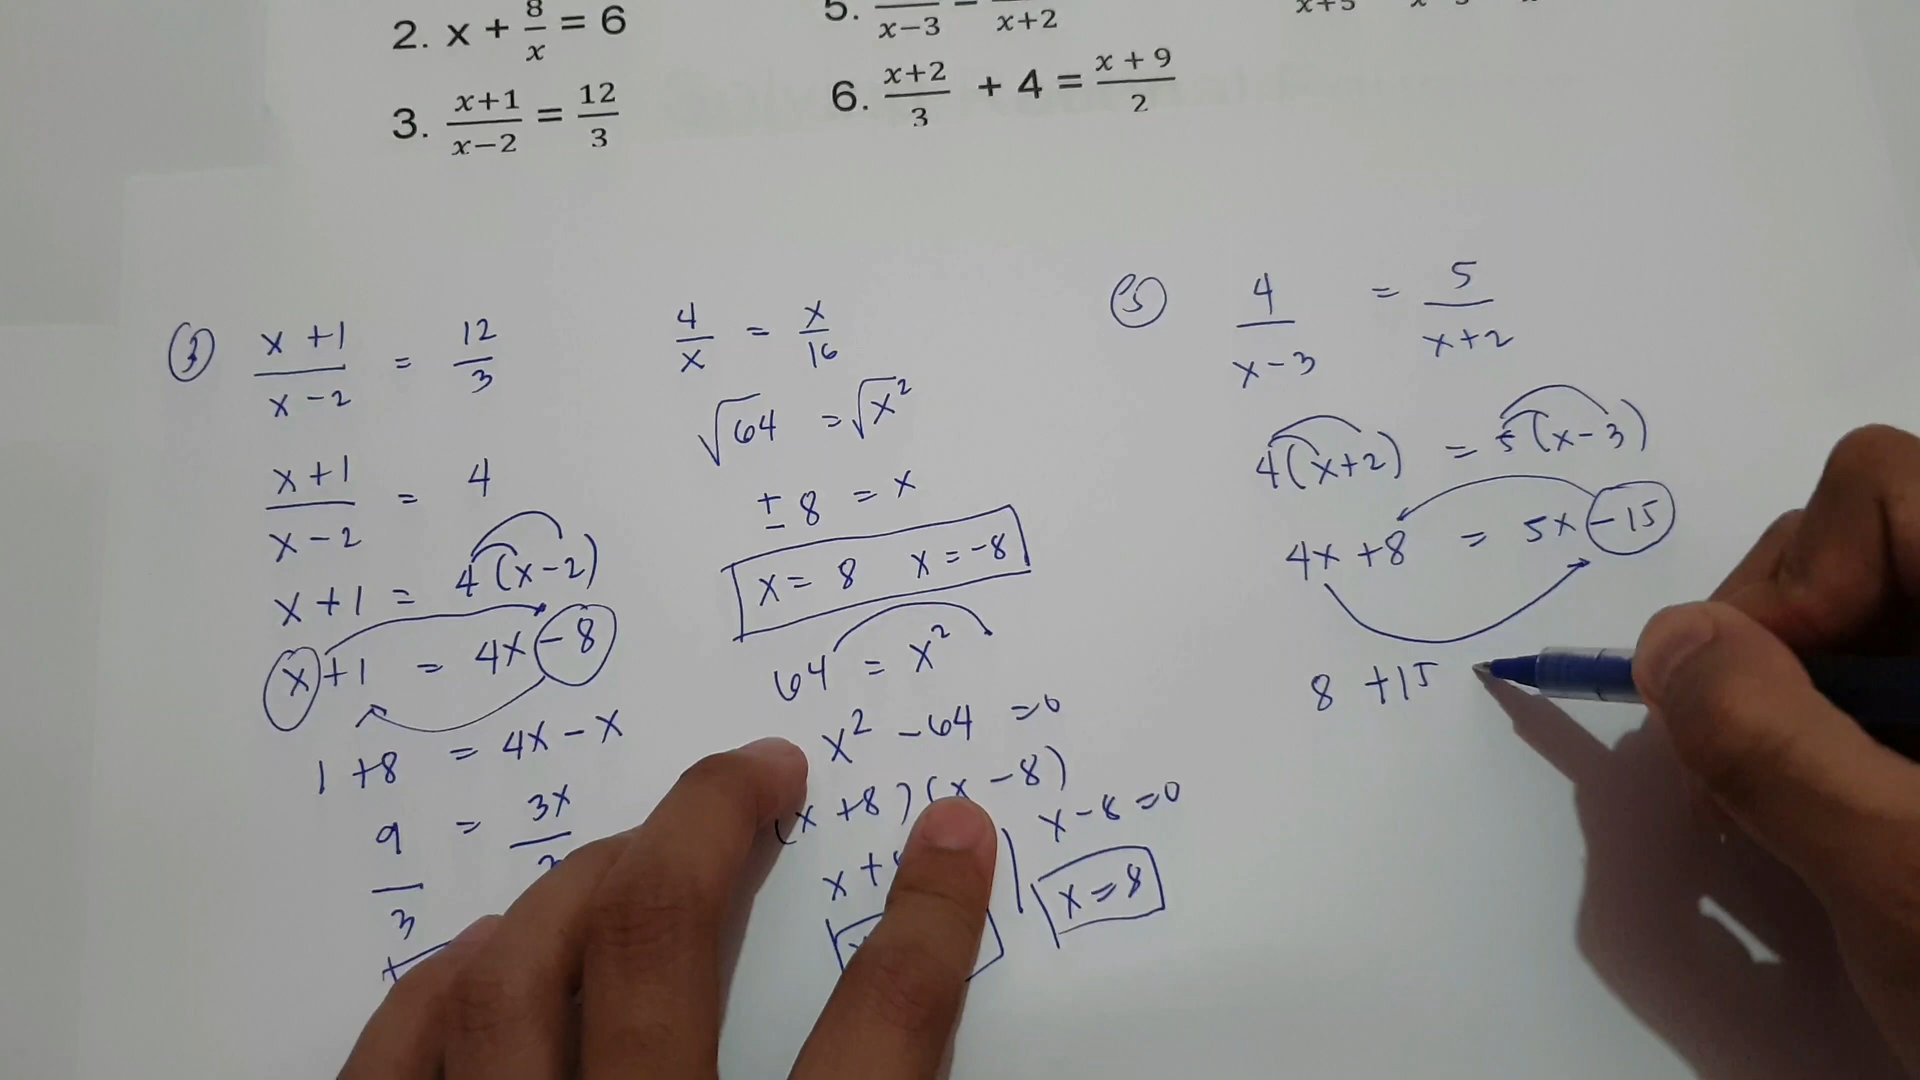 2. x + 8/x = 6
3. x+1/x−2 = 12/3
5. /x−3 = /x+2
6. x+2/3 + 4 = x + 9/2
x+5
③ x + 1/x − 2 = 12/3
x + 1/x − 2 = 4
x + 1 = 4(x − 2)
x + 1 = 4x − 8
1 + 8 = 4x − x
9/3 = 3x/
4/x = x/16
√64 = √x²
± 8 = x
x = 8 x = −8
64 = x²
x² − 64 = 0
(x + 8)(x − 8)
x +
x − 8 = 0
x = 8
⑤ 4/x − 3 = 5/x + 2
4(x + 2) = 5(x − 3)
4x + 8 = 5x − 15
8 + 15